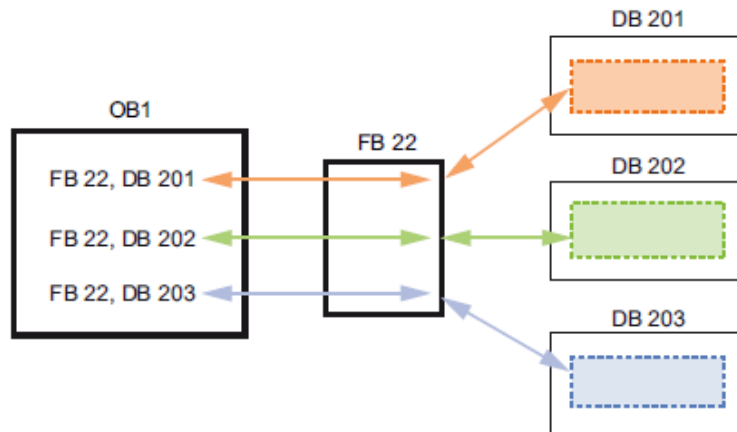 DB 201
OB1
FB 22
FB 22, DB 201
DB 202
FB 22, DB 202
FB 22, DB 203
DB 203